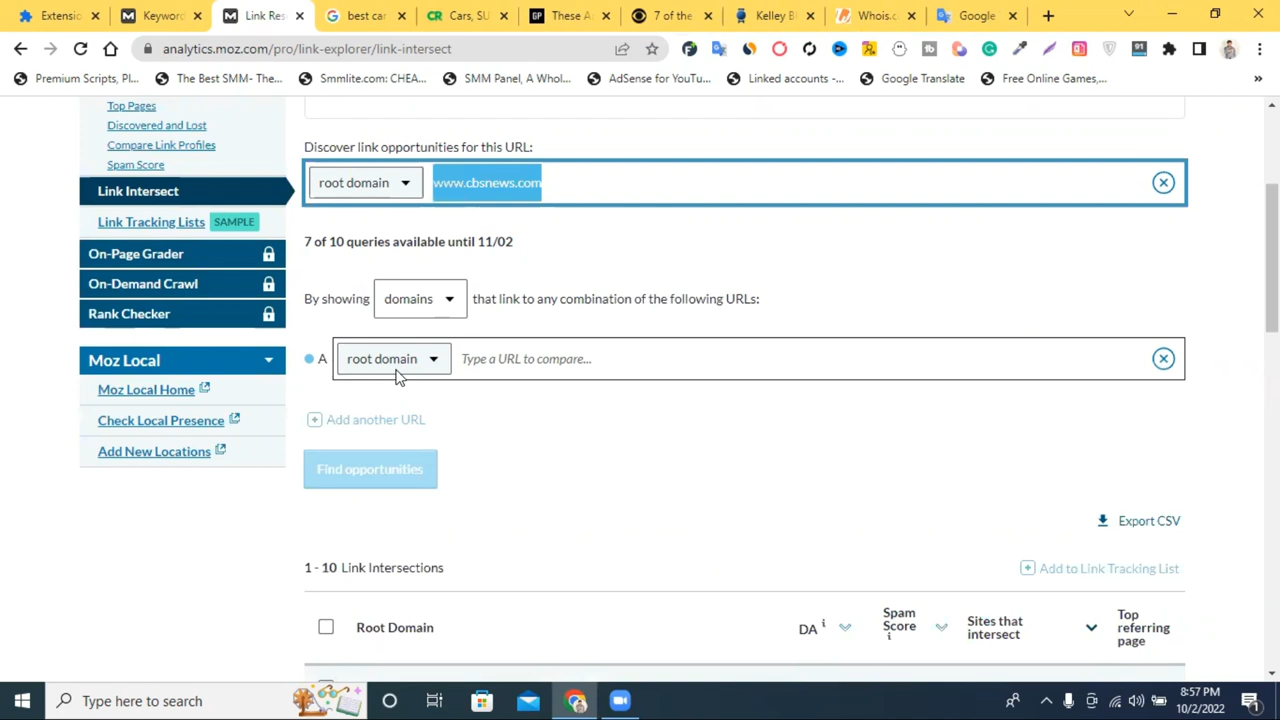 Extensio
Keyword
Link Res
best car
Cars, SU
These A
7 of the
Kelley B
Whois.c
Google
analytics.moz.com/pro/link-explorer/link-intersect
Premium Scripts, Pl...
The Best SMM- The...
Smmlite.com: CHEA...
SMM Panel, A Whol...
AdSense for YouTu...
Linked accounts -...
Google Translate
Free Online Games,...
Top Pages
Discovered and Lost
Compare Link Profiles
Spam Score
Link Intersect
Link Tracking Lists SAMPLE
On-Page Grader
On-Demand Crawl
Rank Checker
Moz Local
Moz Local Home
Check Local Presence
Add New Locations
Discover link opportunities for this URL:
root domain www.cbsnews.com
7 of 10 queries available until 11/02
By showing domains that link to any combination of the following URLs:
A root domain Type a URL to compare...
Add another URL
Find opportunities
Export CSV
1 - 10 Link Intersections
Add to Link Tracking List
Root Domain
DA i
Spam Score i
Sites that intersect
Top referring page
Type here to search
8:57 PM
10/2/2022